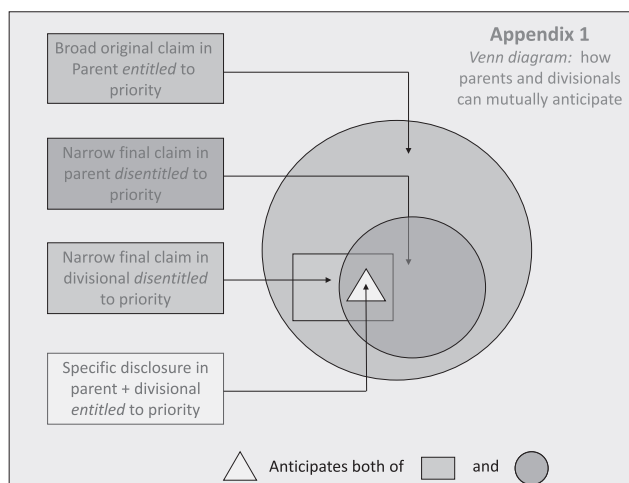 Appendix 1
Venn diagram: how
parents and divisionals
can mutually anticipate
Broad original claim in
Parent entitled to
priority
Narrow final claim in
parent disentitled to
priority
Narrow final claim in
divisional disentitled
to priority
Specific disclosure in
parent + divisional
entitled to priority
Anticipates both of
and